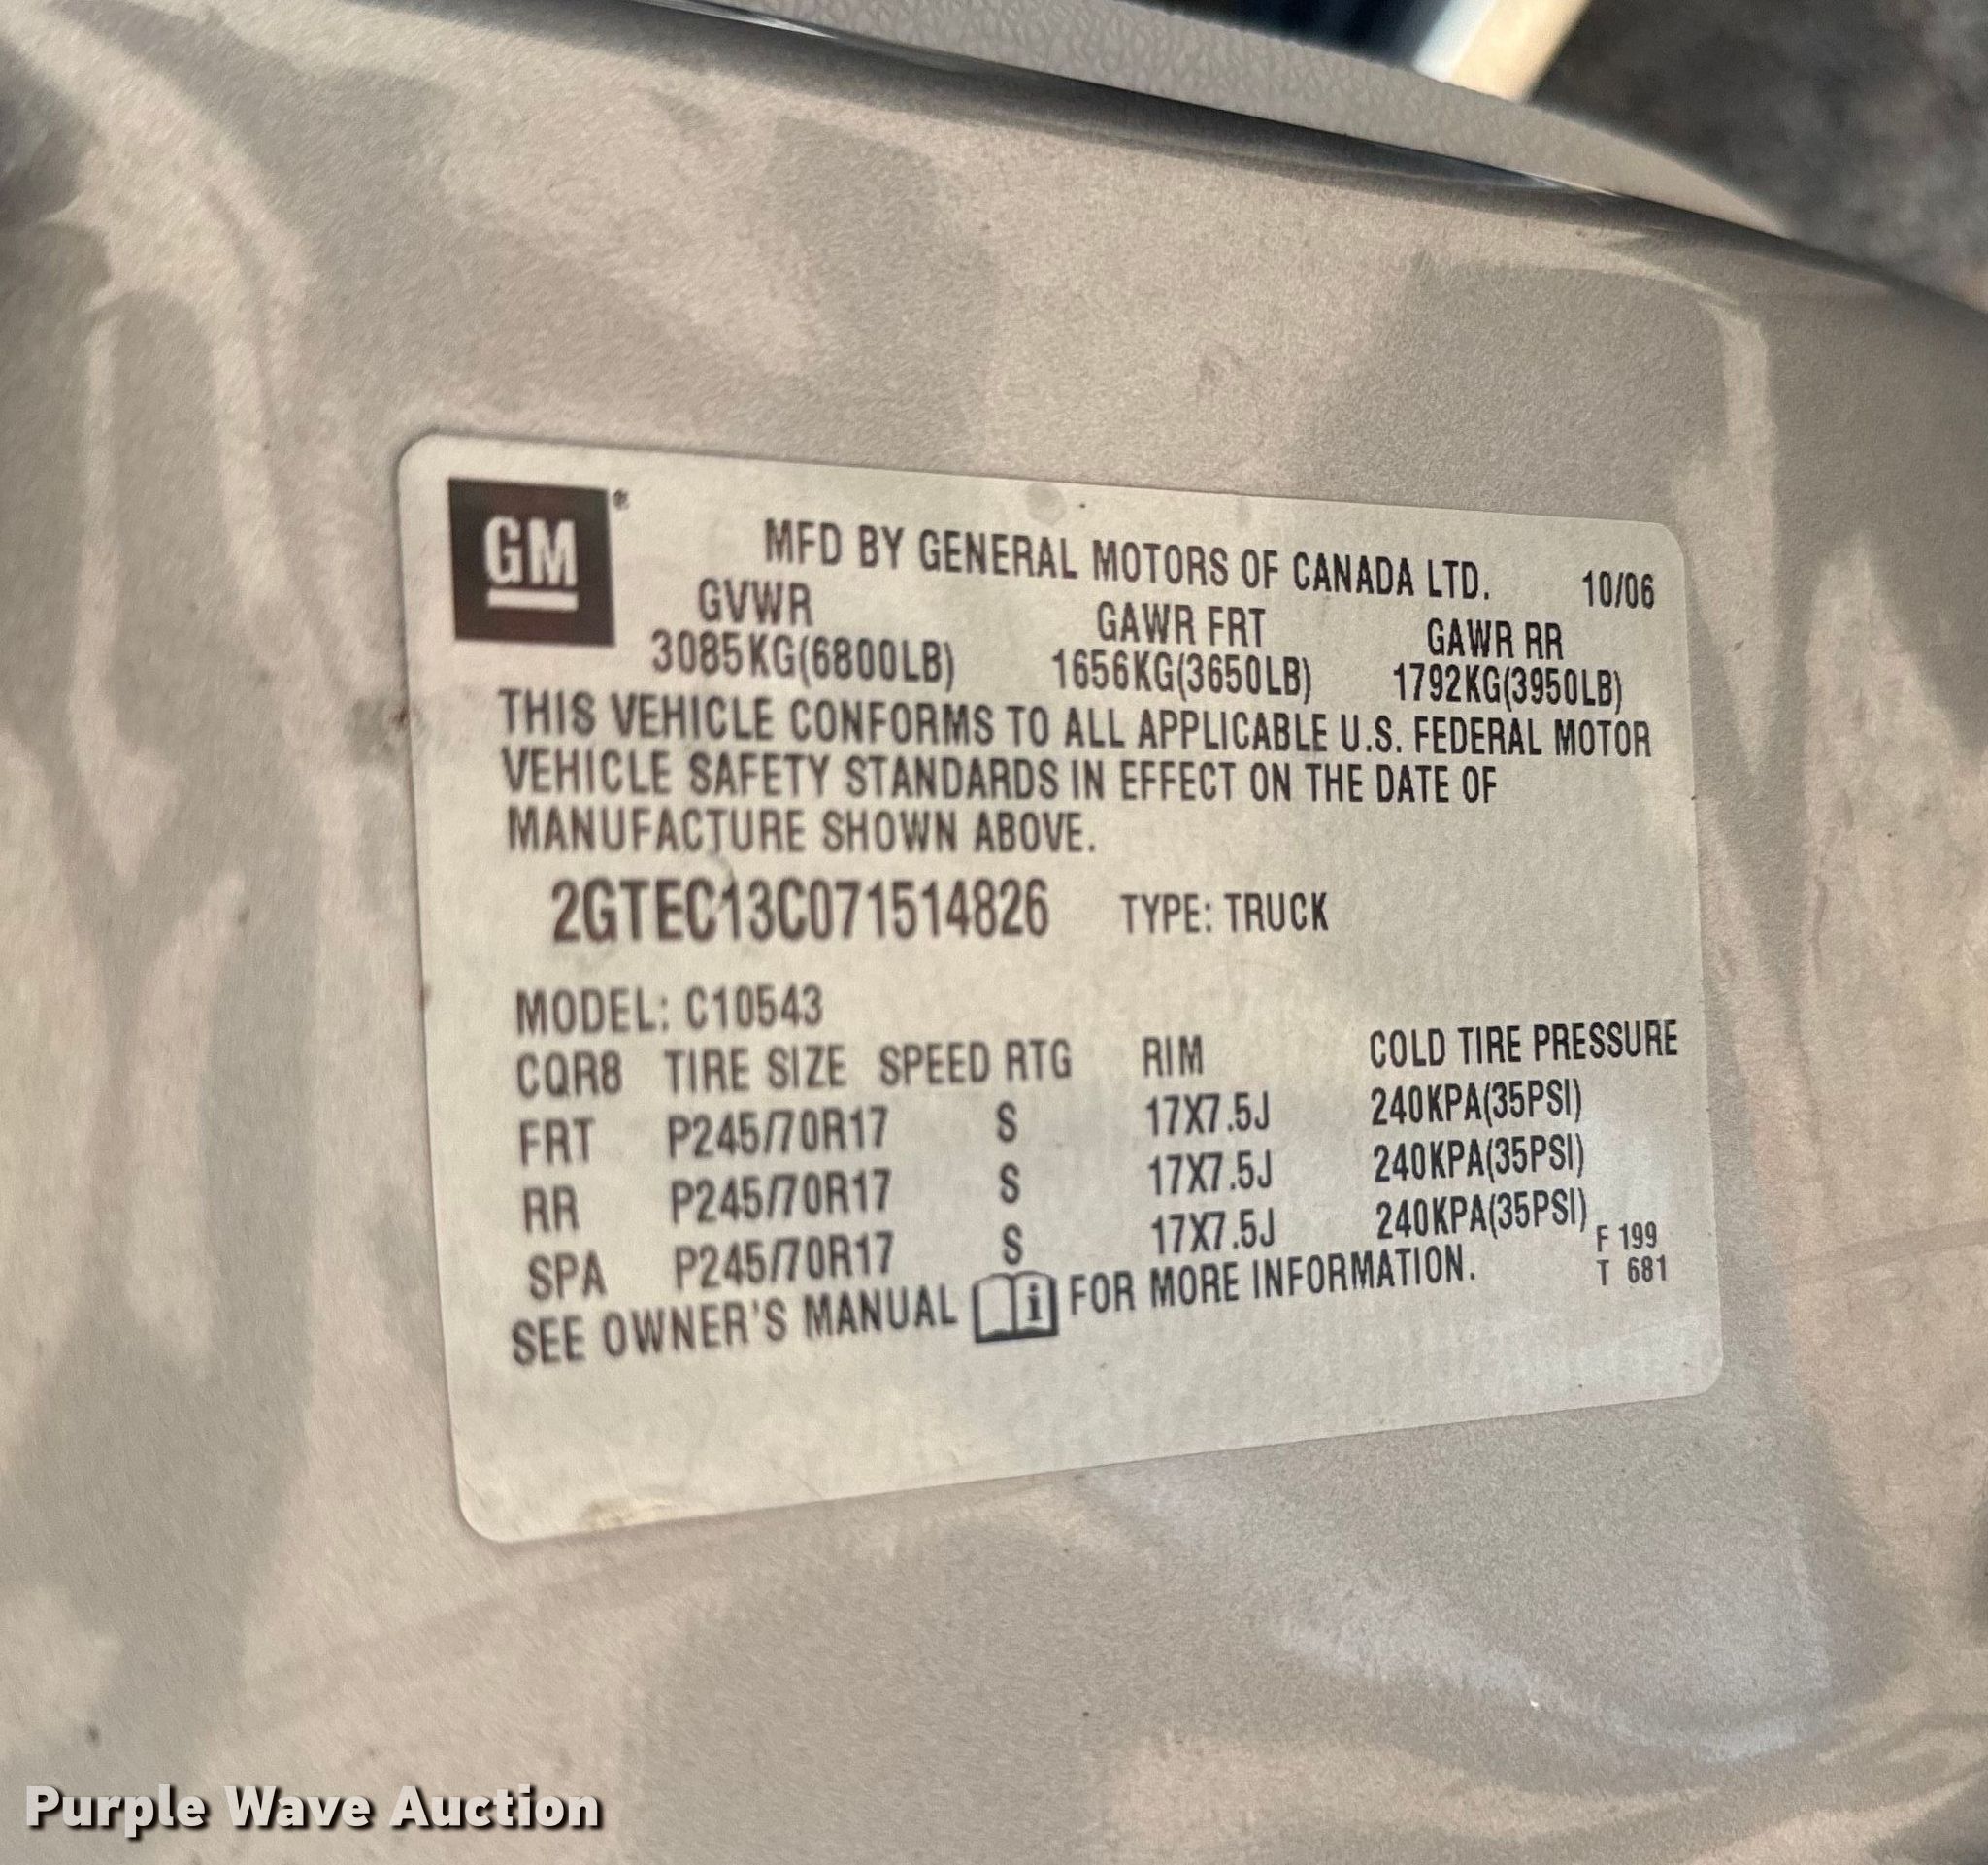 GM®
MFD BY GENERAL MOTORS OF CANADA LTD. 10/06
GVWR GAWR FRT GAWR RR
3085KG(6800LB) 1656KG(3650LB) 1792KG(3950LB)
THIS VEHICLE CONFORMS TO ALL APPLICABLE U.S. FEDERAL MOTOR
VEHICLE SAFETY STANDARDS IN EFFECT ON THE DATE OF
MANUFACTURE SHOWN ABOVE.
2GTEC13C071514826 TYPE: TRUCK
MODEL: C10543
CQR8 TIRE SIZE SPEED RTG RIM COLD TIRE PRESSURE
FRT P245/70R17 S 17X7.5J 240KPA(35PSI)
RR P245/70R17 S 17X7.5J 240KPA(35PSI)
SPA P245/70R17 S 17X7.5J 240KPA(35PSI)
SEE OWNER'S MANUAL i FOR MORE INFORMATION.
F 199
T 681
Purple Wave Auction